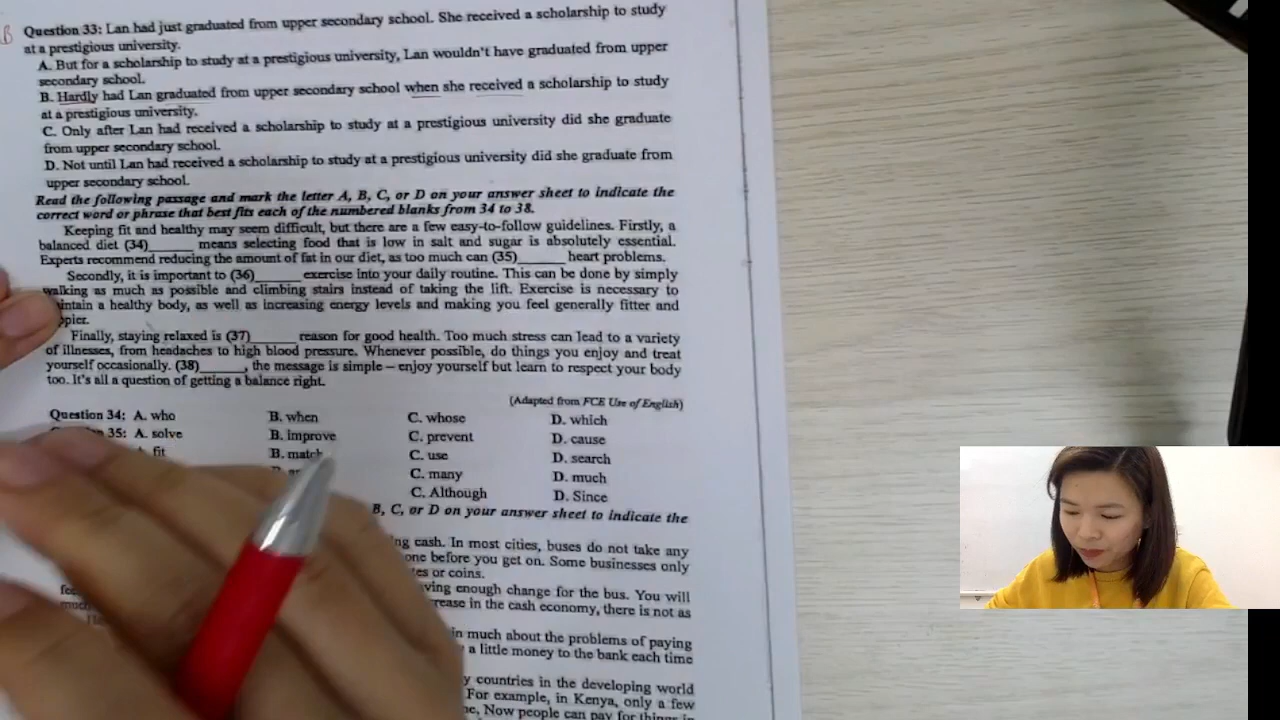 B Question 33: Lan had just graduated from upper secondary school. She received a scholarship to study
at a prestigious university.
A. But for a scholarship to study at a prestigious university, Lan wouldn't have graduated from upper
secondary school.
B. Hardly had Lan graduated from upper secondary school when she received a scholarship to study
at a prestigious university.
C. Only after Lan had received a scholarship to study at a prestigious university did she graduate
from upper secondary school.
D. Not until Lan had received a scholarship to study at a prestigious university did she graduate from
upper secondary school.
Read the following passage and mark the letter A, B, C, or D on your answer sheet to indicate the
correct word or phrase that best fits each of the numbered blanks from 34 to 38.
Keeping fit and healthy may seem difficult, but there are a few easy-to-follow guidelines. Firstly, a
balanced diet (34)______ means selecting food that is low in salt and sugar is absolutely essential.
Experts recommend reducing the amount of fat in our diet, as too much can (35)______ heart problems.
Secondly, it is important to (36)______ exercise into your daily routine. This can be done by simply
walking as much as possible and climbing stairs instead of taking the lift. Exercise is necessary to
intain a healthy body, as well as increasing energy levels and making you feel generally fitter and
ppier.
Finally, staying relaxed is (37)______ reason for good health. Too much stress can lead to a variety
of illnesses, from headaches to high blood pressure. Whenever possible, do things you enjoy and treat
yourself occasionally. (38)______, the message is simple – enjoy yourself but learn to respect your body
too. It's all a question of getting a balance right.
(Adapted from FCE Use of English)
Question 34: A. who B. when C. whose D. which
n 35: A. solve B. improve C. prevent D. cause
fit B. match C. use D. search
C. many D. much
C. Although D. Since
B, C, or D on your answer sheet to indicate the
ng cash. In most cities, buses do not take any
one before you get on. Some businesses only
es or coins.
ving enough change for the bus. You will
rease in the cash economy, there is not as
in much about the problems of paying
a little money to the bank each time
y countries in the developing world
For example, in Kenya, only a few
Now people can pay for things in